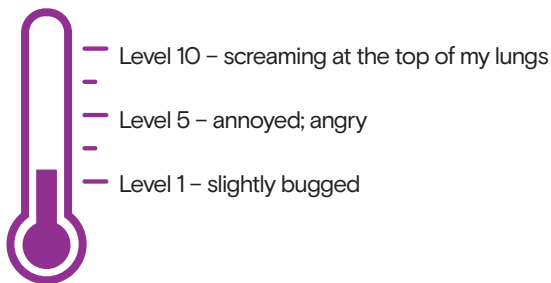 Level 10 – screaming at the top of my lungs
Level 5 – annoyed; angry
Level 1 – slightly bugged